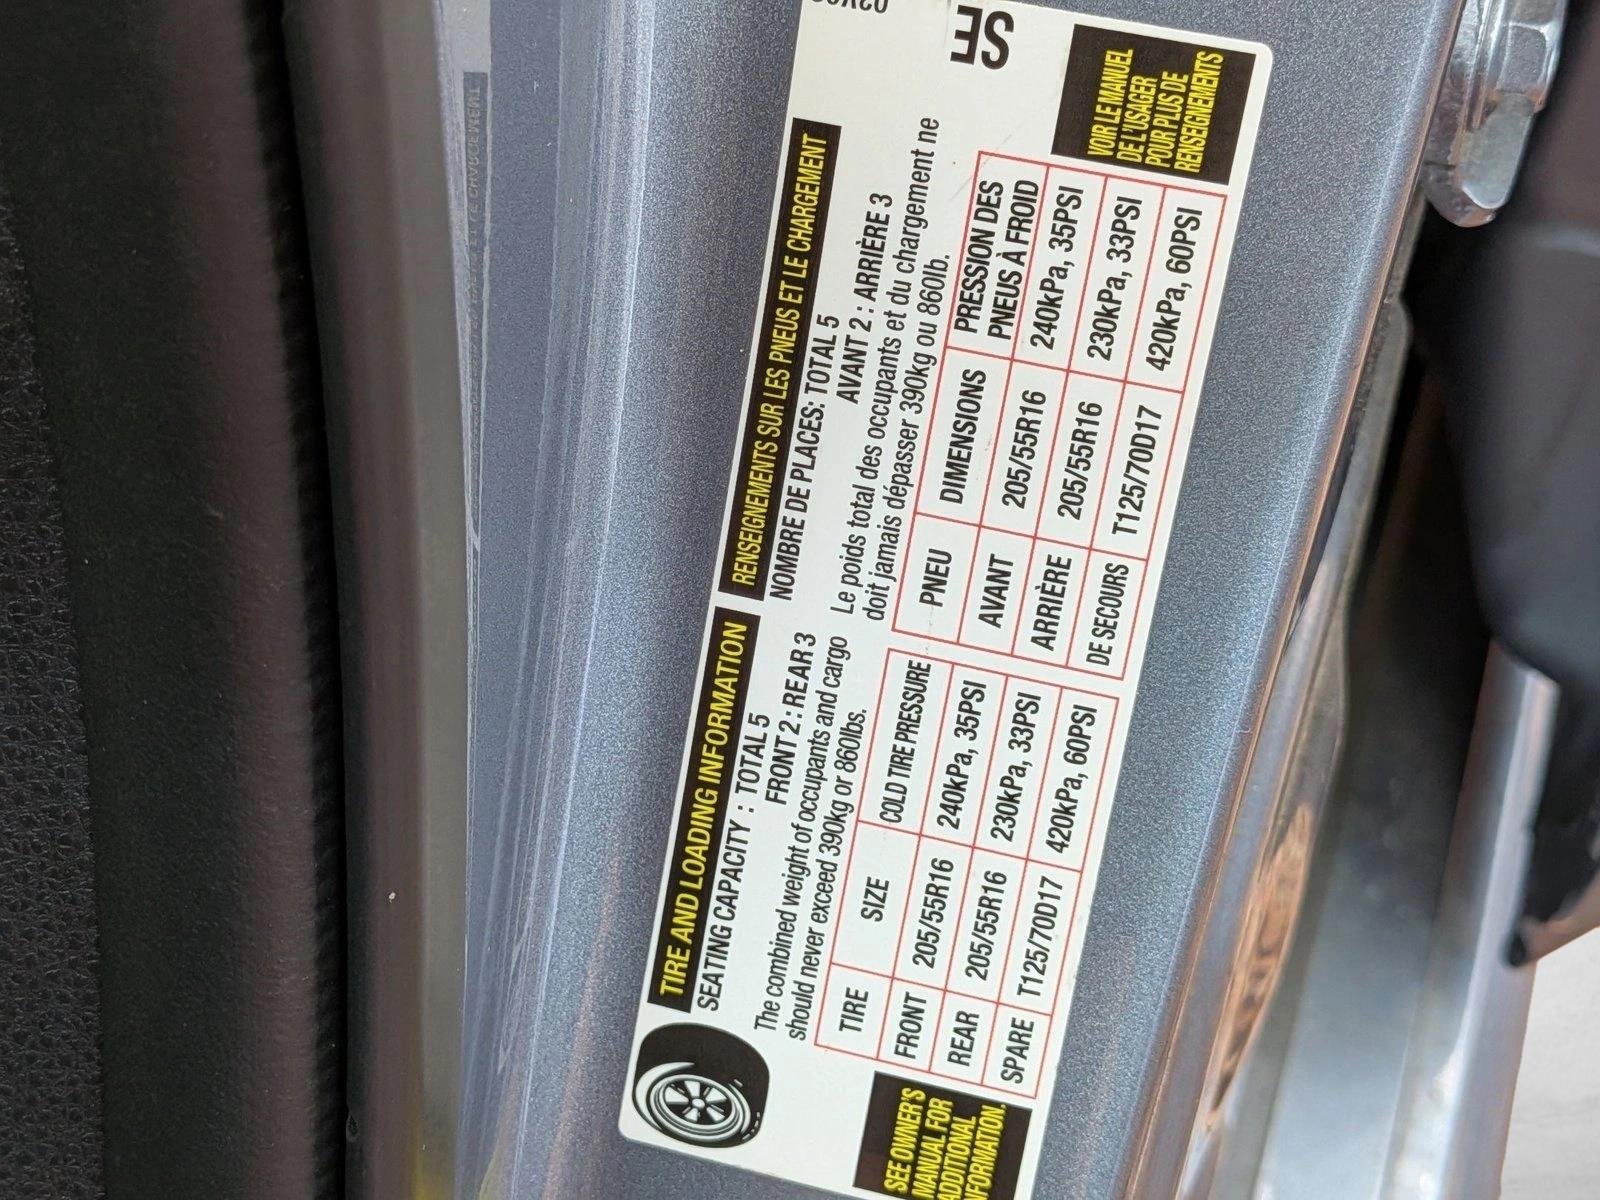 TIRE AND LOADING INFORMATION
SEATING CAPACITY : TOTAL 5
FRONT 2 : REAR 3
The combined weight of occupants and cargo
should never exceed 390kg or 860lbs.
TIRE SIZE COLD TIRE PRESSURE
FRONT 205/55R16 240kPa, 35PSI
REAR 205/55R16 230kPa, 33PSI
SPARE T125/70D17 420kPa, 60PSI
SEE OWNER'S
MANUAL FOR
ADDITIONAL
INFORMATION.
RENSEIGNEMENTS SUR LES PNEUS ET LE CHARGEMENT
NOMBRE DE PLACES: TOTAL 5
AVANT 2 : ARRIÈRE 3
Le poids total des occupants et du chargement ne
doit jamais dépasser 390kg ou 860lb.
PNEU DIMENSIONS PRESSION DES
PNEUS À FROID
AVANT 205/55R16 240kPa, 35PSI
ARRIÈRE 205/55R16 230kPa, 33PSI
DE SECOURS T125/70D17 420kPa, 60PSI
VOIR LE MANUEL
DE L'USAGER
POUR PLUS DE
RENSEIGNEMENTS
SE